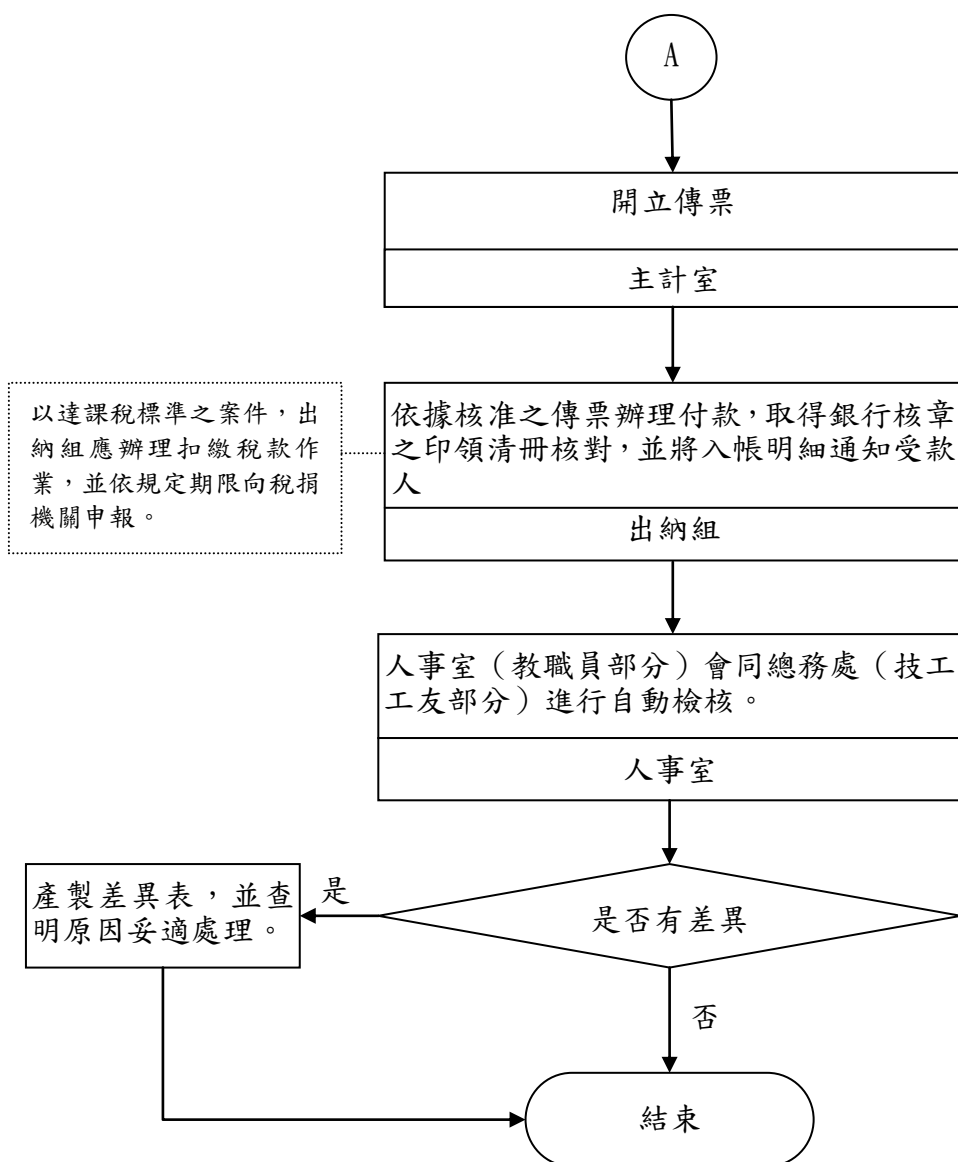 A
開立傳票
主計室
以達課稅標準之案件，出
納組應辦理扣繳稅款作
業，並依規定期限向稅捐
機關申報。
依據核准之傳票辦理付款，取得銀行核章
之印領清冊核對，並將入帳明細通知受款
人
出納組
人事室（教職員部分）會同總務處（技工
工友部分）進行自動檢核。
人事室
產製差異表，並查
明原因妥適處理。
是
是否有差異
否
結束